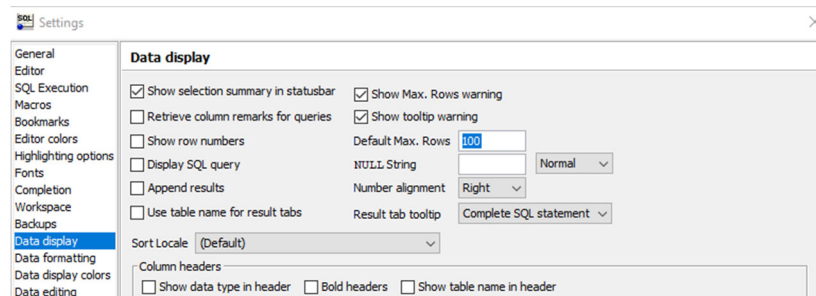 SQL Settings
General
Editor
SQL Execution
Macros
Bookmarks
Editor colors
Highlighting options
Fonts
Completion
Workspace
Backups
Data display
Data formatting
Data display colors
Data editing
Data display
Show selection summary in statusbar
Show Max. Rows warning
Retrieve column remarks for queries
Show tooltip warning
Show row numbers
Default Max. Rows 100
Display SQL query
NULL String Normal
Append results
Number alignment Right
Use table name for result tabs
Result tab tooltip Complete SQL statement
Sort Locale (Default)
Column headers
Show data type in header Bold headers Show table name in header